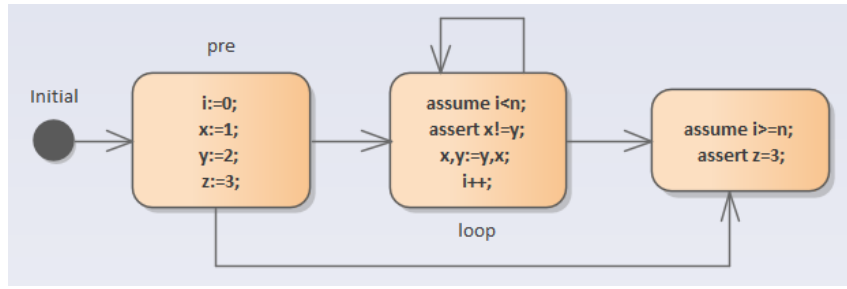 pre
Initial
i:=0;
x:=1;
y:=2;
z:=3;
assume i<n;
assert x!=y;
x,y:=y,x;
i++;
loop
assume i>=n;
assert z=3;